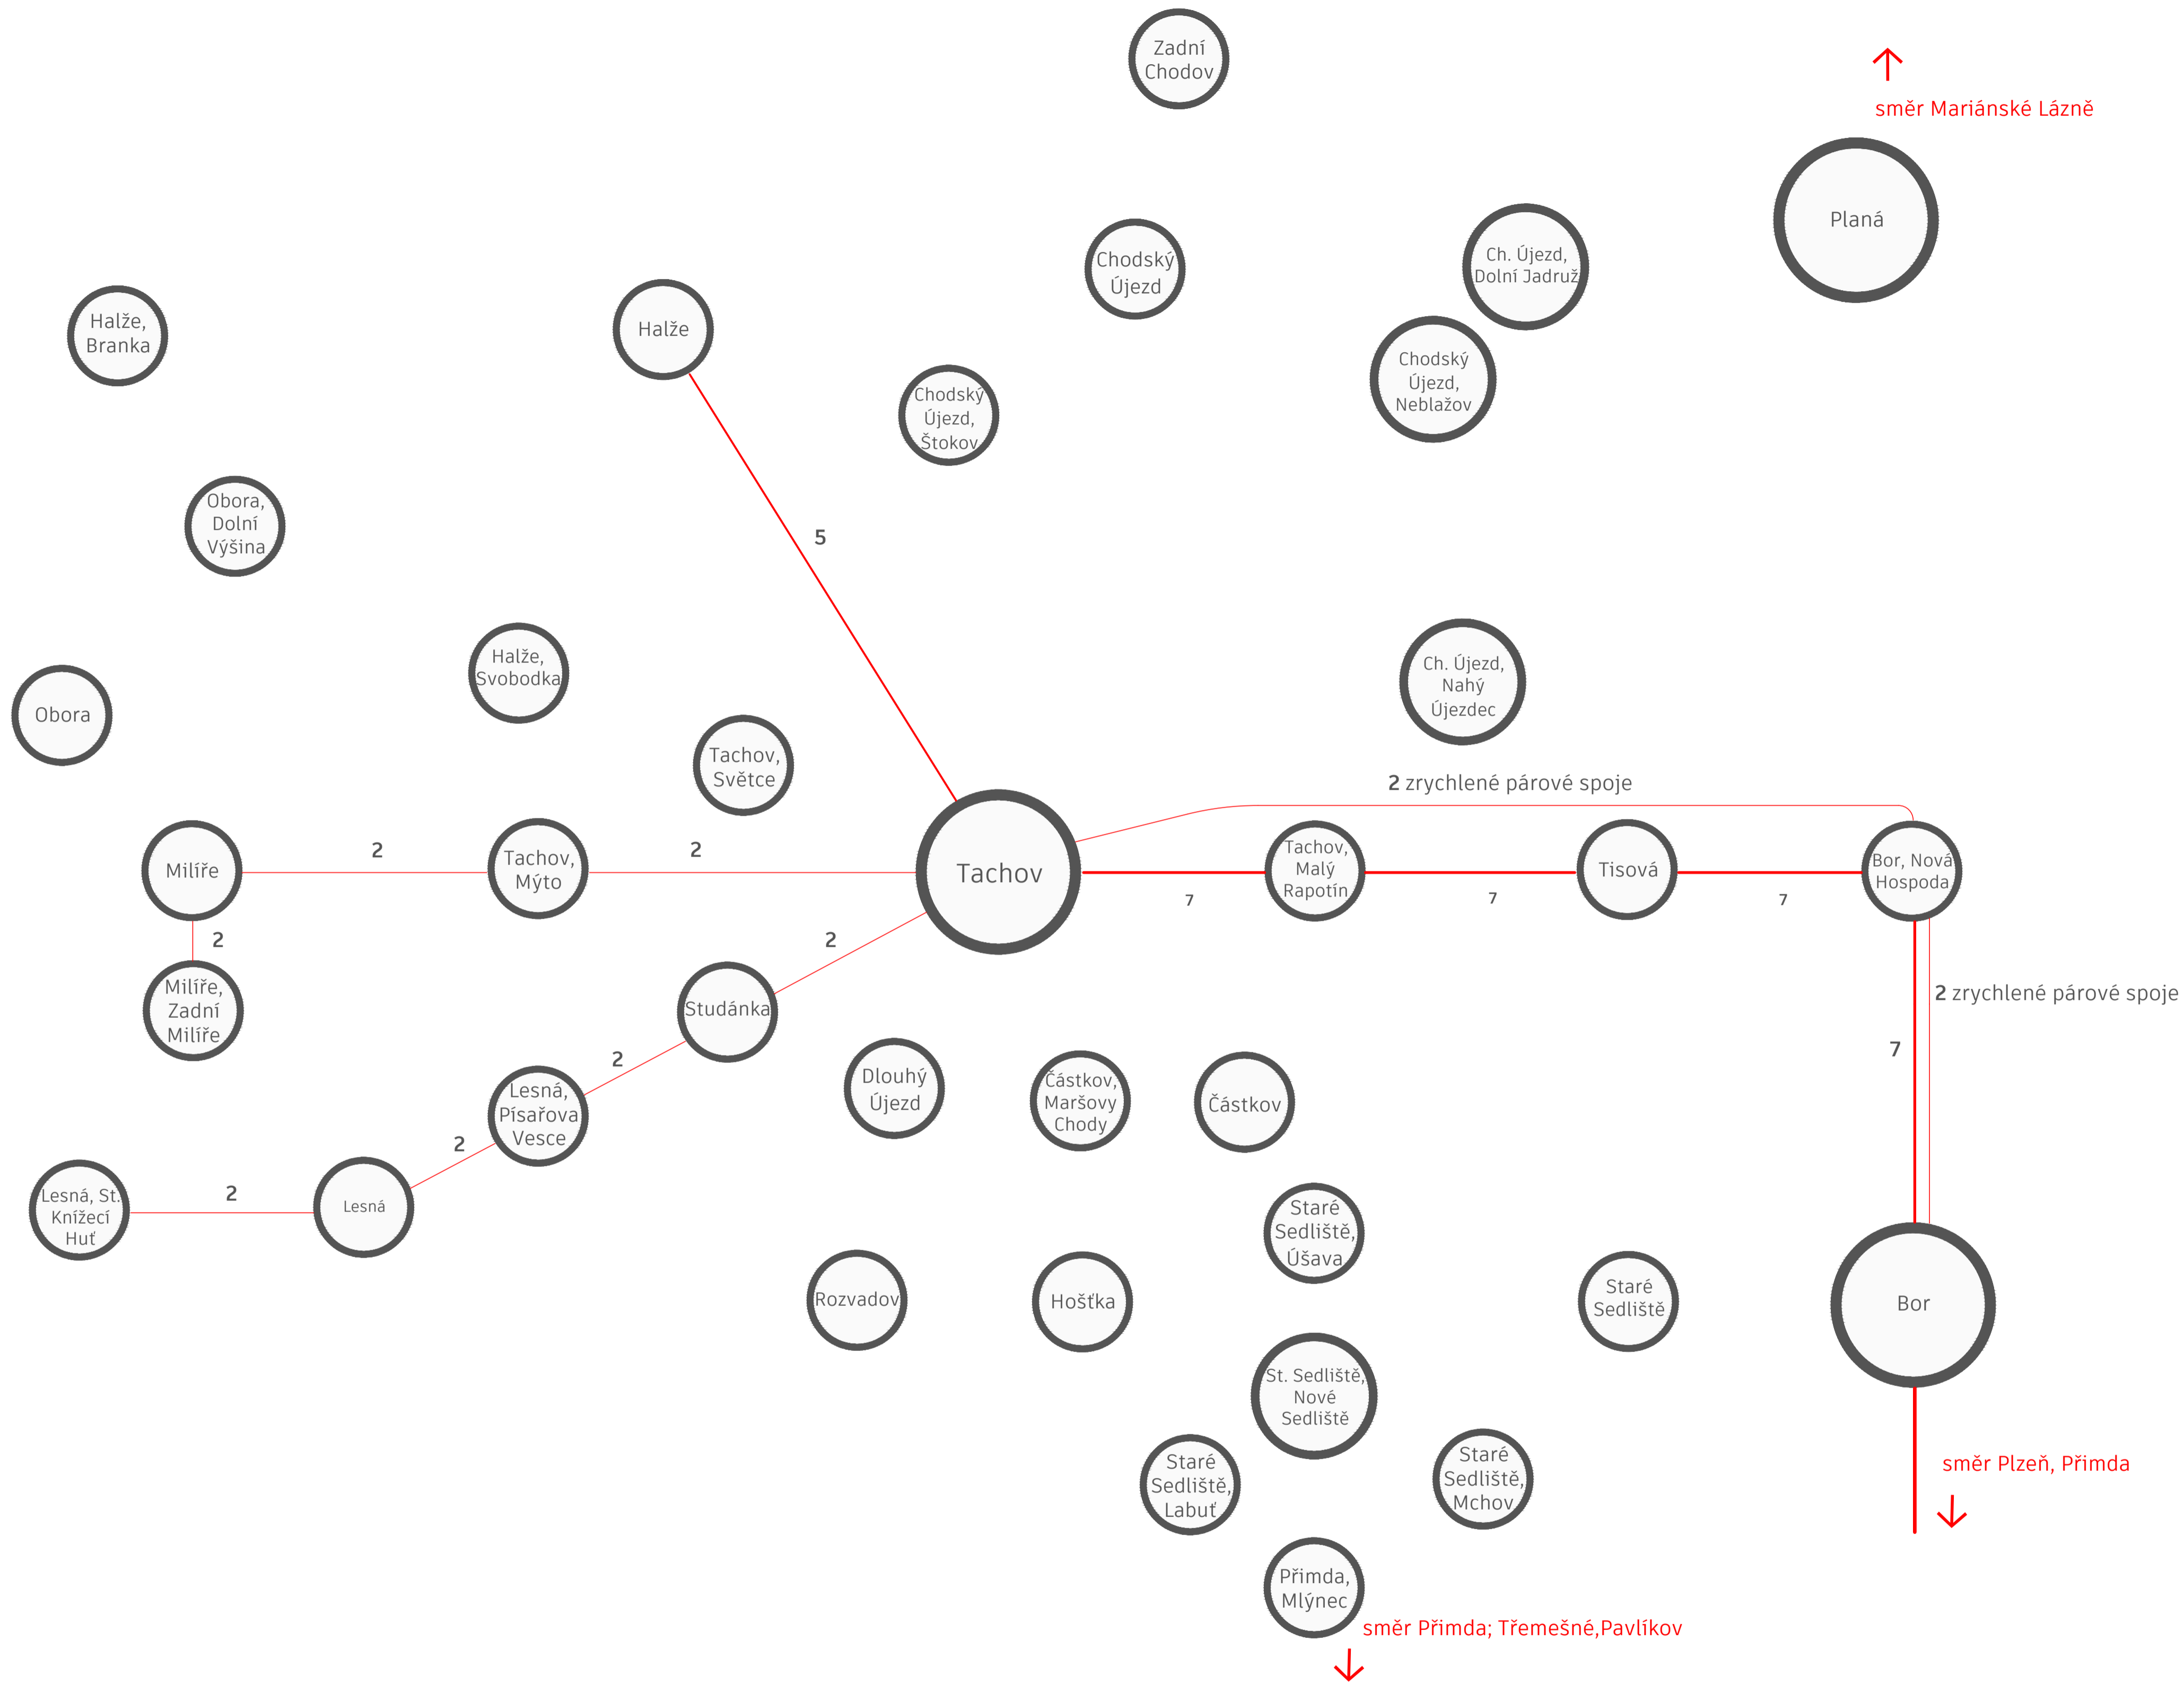 Zadní
Chodov
směr Mariánské Lázně
Planá
Chodský
Újezd
Ch. Újezd,
Dolní Jadruž
Halže,
Branka
Halže
Chodský
Újezd,
Neblažov
Chodský
Újezd,
Štokov
Obora,
Dolní
Výšina
5
Halže,
Svobodka
Ch. Újezd,
Nahý
Újezdec
Obora
Tachov,
Světce
2 zrychlené párové spoje
Milíře
2
Tachov,
Mýto
2
Tachov
7
Tachov,
Malý
Rapotín
7
Tisová
7
Bor, Nová
Hospoda
2
Milíře,
Zadní
Milíře
2
Studánka
2 zrychlené párové spoje
7
2
Lesná,
Písařova
Vesce
Dlouhý
Újezd
Částkov,
Maršovy
Chody
Částkov
2
Lesná, St.
Knížecí
Huť
2
Lesná
Staré
Sedliště,
Úšava
Rozvadov
Hošťka
Staré
Sedliště
Bor
St. Sedliště,
Nové
Sedliště
Staré
Sedliště,
Labuť
Staré
Sedliště,
Mchov
směr Plzeň, Přimda
Přimda,
Mlýnec
směr Přimda; Třemešné,Pavlíkov